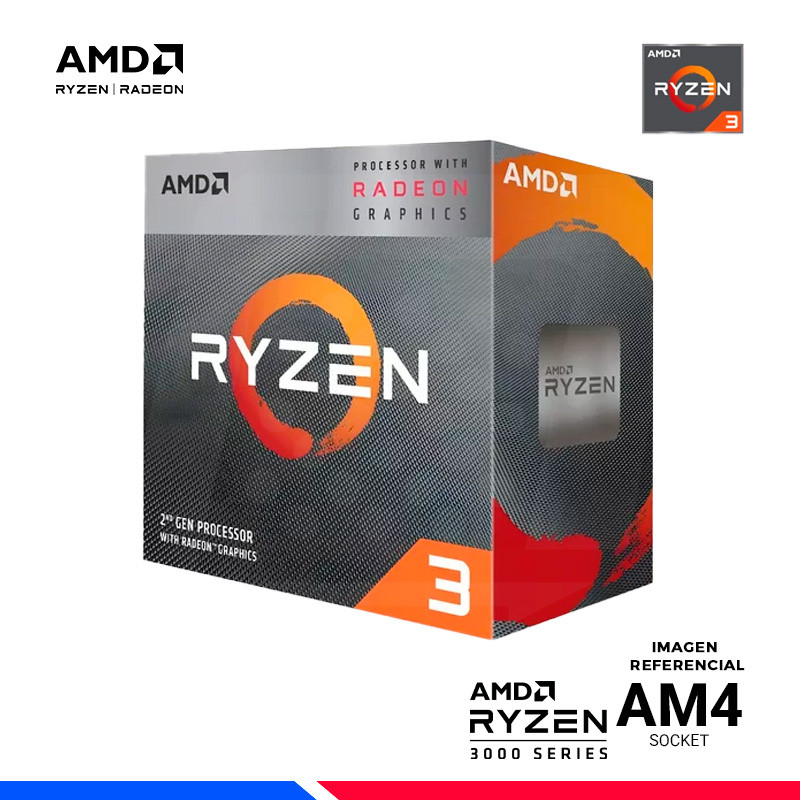 AMD
RYZEN | RADEON
AMD
RYZEN
3
AMD
PROCESSOR WITH
RADEON
GRAPHICS
RYZEN
2ND GEN PROCESSOR
WITH RADEON™ GRAPHICS
3
AMD
AMD
RYZEN
IMAGEN
REFERENCIAL
AMD
RYZEN
3000 SERIES
AM4
SOCKET